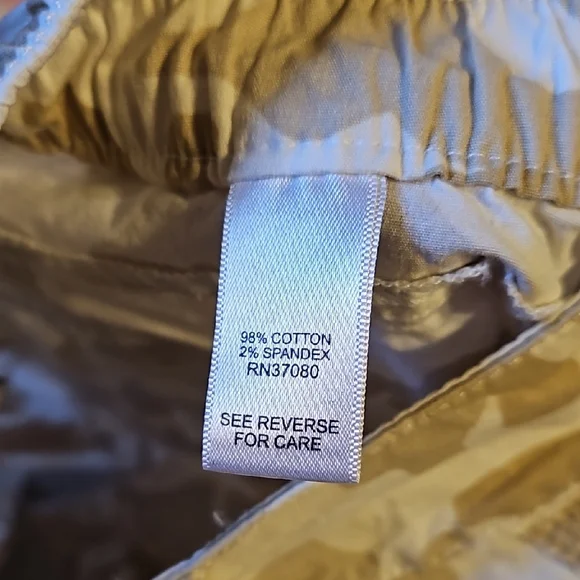 98% COTTON
2% SPANDEX
RN37080
SEE REVERSE
FOR CARE